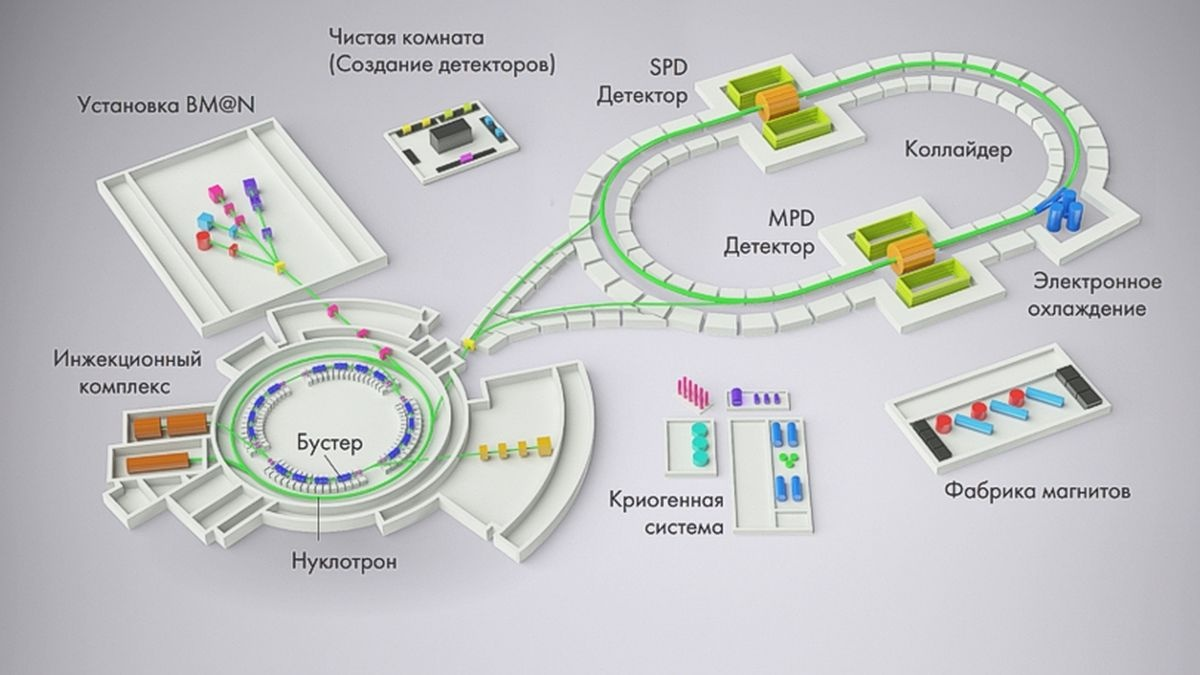 Чистая комната
(Создание детекторов)
SPD
Детектор
Установка BM@N
Коллайдер
MPD
Детектор
Электронное
охлаждение
Инжекционный
комплекс
Бустер
Криогенная
система
Фабрика магнитов
Нуклотрон